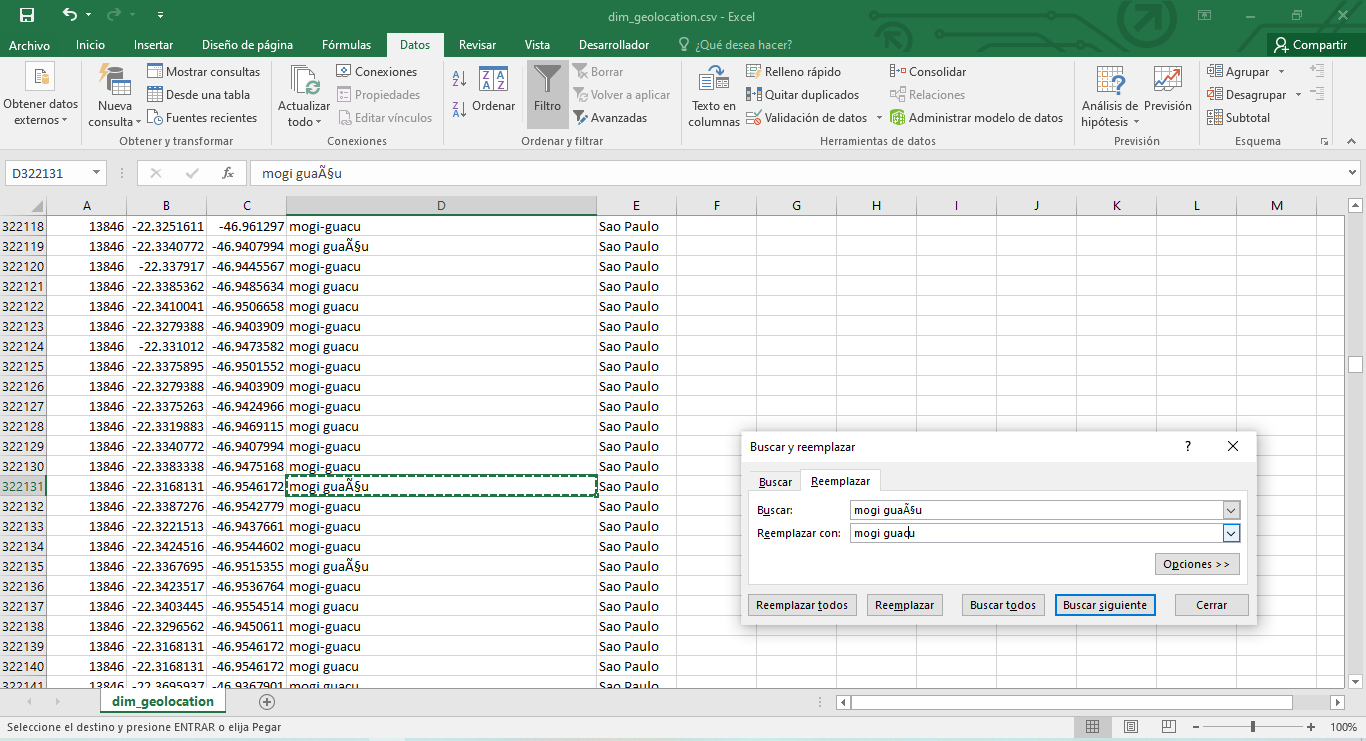 dim_geolocation.csv - Excel
Archivo Inicio Insertar Diseño de página Fórmulas Datos Revisar Vista Desarrollador ¿Qué desea hacer? Compartir
Obtener datos externos
Nueva consulta
Mostrar consultas
Desde una tabla
Fuentes recientes
Obtener y transformar
Actualizar todo
Conexiones
Propiedades
Editar vínculos
Conexiones
Ordenar
Filtro
Borrar
Volver a aplicar
Avanzadas
Ordenar y filtrar
Texto en columnas
Relleno rápido
Quitar duplicados
Validación de datos
Consolidar
Relaciones
Administrar modelo de datos
Herramientas de datos
Análisis de hipótesis
Previsión
Previsión
Agrupar
Desagrupar
Subtotal
Esquema
D322131 fx mogi guaÃ§u
A B C D E F G H I J K L M
322118 13846 -22.3251611 -46.961297 mogi-guacu Sao Paulo
322119 13846 -22.3340772 -46.9407994 mogi guaÃ§u Sao Paulo
322120 13846 -22.337917 -46.9445567 mogi-guacu Sao Paulo
322121 13846 -22.3385362 -46.9485634 mogi guacu Sao Paulo
322122 13846 -22.3410041 -46.9506658 mogi-guacu Sao Paulo
322123 13846 -22.3279388 -46.9403909 mogi-guacu Sao Paulo
322124 13846 -22.331012 -46.9473582 mogi guacu Sao Paulo
322125 13846 -22.3375895 -46.9501552 mogi-guacu Sao Paulo
322126 13846 -22.3279388 -46.9403909 mogi-guacu Sao Paulo
322127 13846 -22.3375263 -46.9424966 mogi-guacu Sao Paulo
322128 13846 -22.3319883 -46.9469115 mogi guacu Sao Paulo
322129 13846 -22.3340772 -46.9407994 mogi-guacu Sao Paulo
322130 13846 -22.3383338 -46.9475168 mogi-guacu Sao Paulo
322131 13846 -22.3168131 -46.9546172 mogi guaÃ§u Sao Paulo
322132 13846 -22.3387276 -46.9542779 mogi-guacu Sao Paulo
322133 13846 -22.3221513 -46.9437661 mogi-guacu Sao Paulo
322134 13846 -22.3424516 -46.9544602 mogi-guacu Sao Paulo
322135 13846 -22.3367695 -46.9515355 mogi guaÃ§u Sao Paulo
322136 13846 -22.3423517 -46.9536764 mogi-guacu Sao Paulo
322137 13846 -22.3403445 -46.9554514 mogi guacu Sao Paulo
322138 13846 -22.3296562 -46.9450611 mogi-guacu Sao Paulo
322139 13846 -22.3168131 -46.9546172 mogi-guacu Sao Paulo
322140 13846 -22.3168131 -46.9546172 mogi guacu Sao Paulo
322141 13846 -22.3695937 -46.9367901 mogi guacu Sao Paulo
Buscar y reemplazar ?
Buscar Reemplazar
Buscar: mogi guaÃ§u
Reemplazar con: mogi guacu
Opciones >>
Reemplazar todos Reemplazar Buscar todos Buscar siguiente Cerrar
dim_geolocation
Seleccione el destino y presione ENTRAR o elija Pegar 100%